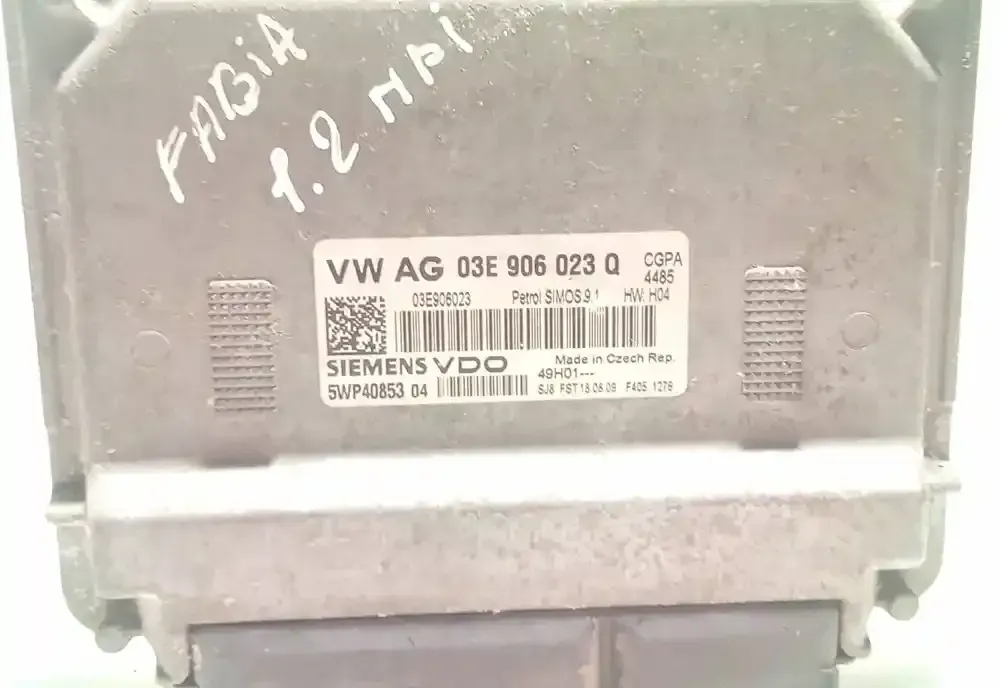 FABiA
1.2 MPi
VW AG 03E 906 023 Q CGPA
4485
03E906023 Petrol SIMOS.9.1 HW: H04
SIEMENS VDO Made in Czech Rep.
49H01---
5WP40853 04 SJ8 FST 18.06.09 F405 1276